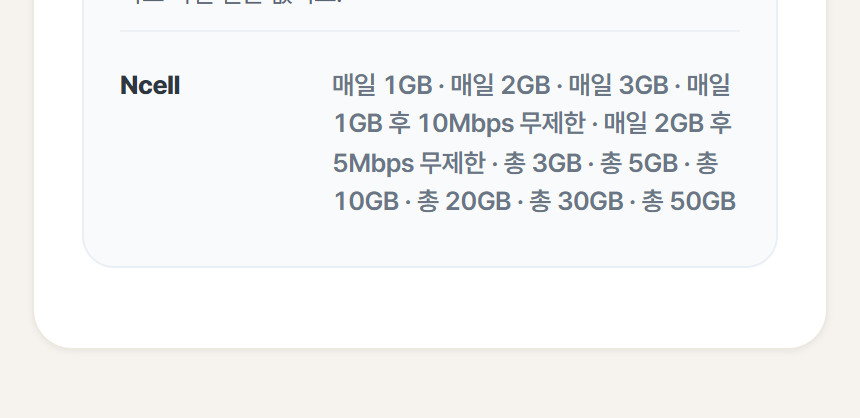 Ncell
매일 1GB · 매일 2GB · 매일 3GB · 매일
1GB 후 10Mbps 무제한 · 매일 2GB 후
5Mbps 무제한 · 총 3GB · 총 5GB · 총
10GB · 총 20GB · 총 30GB · 총 50GB